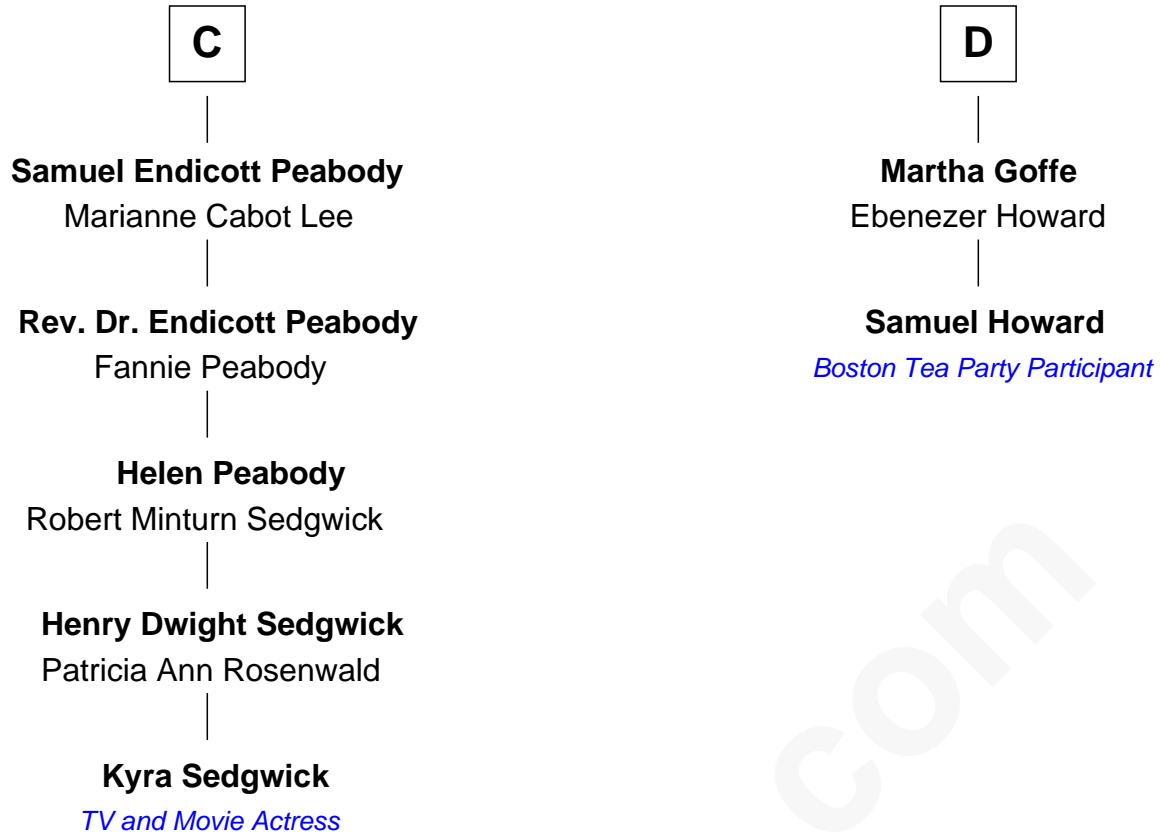 C
Samuel Endicott Peabody
Marianne Cabot Lee
Rev. Dr. Endicott Peabody
Fannie Peabody
Helen Peabody
Robert Minturn Sedgwick
Henry Dwight Sedgwick
Patricia Ann Rosenwald
Kyra Sedgwick
TV and Movie Actress
D
Martha Goffe
Ebenezer Howard
Samuel Howard
Boston Tea Party Participant
com